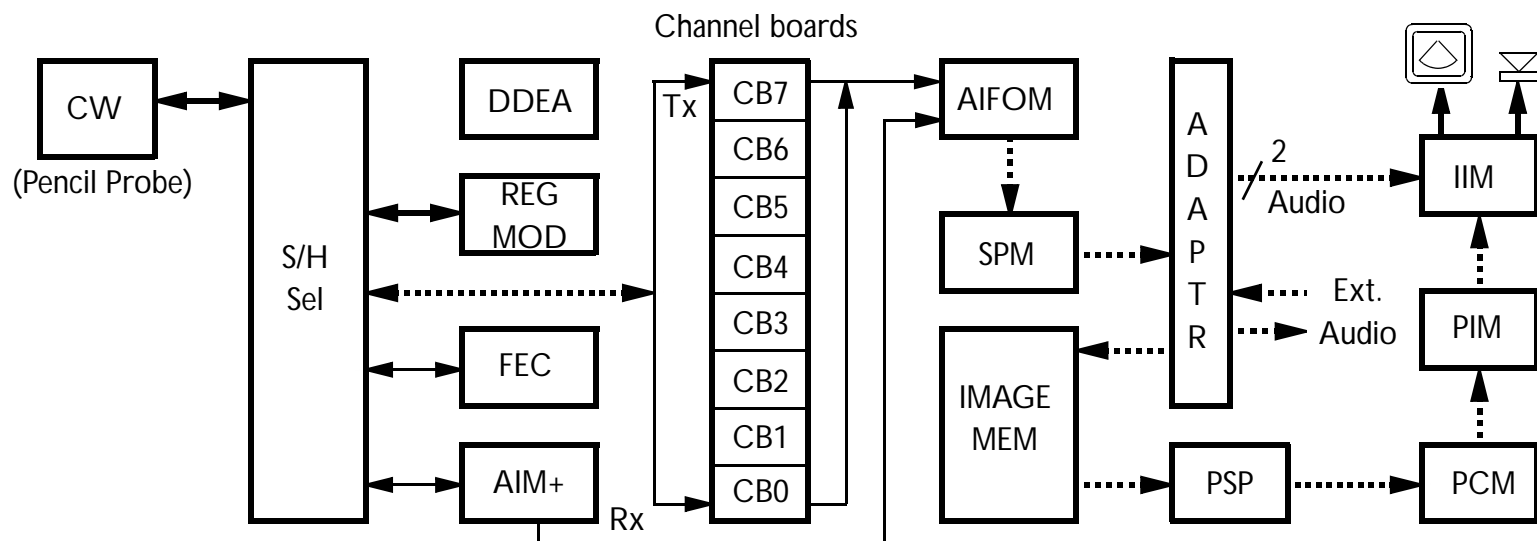 Channel boards
CW
(Pencil Probe)
S/H
Sel
DDEA
REG
MOD
FEC
AIM+
Tx
Rx
CB7
CB6
CB5
CB4
CB3
CB2
CB1
CB0
AIFOM
SPM
IMAGE
MEM
A
D
A
P
T
R
2
Audio
Ext.
Audio
PSP
IIM
PIM
PCM